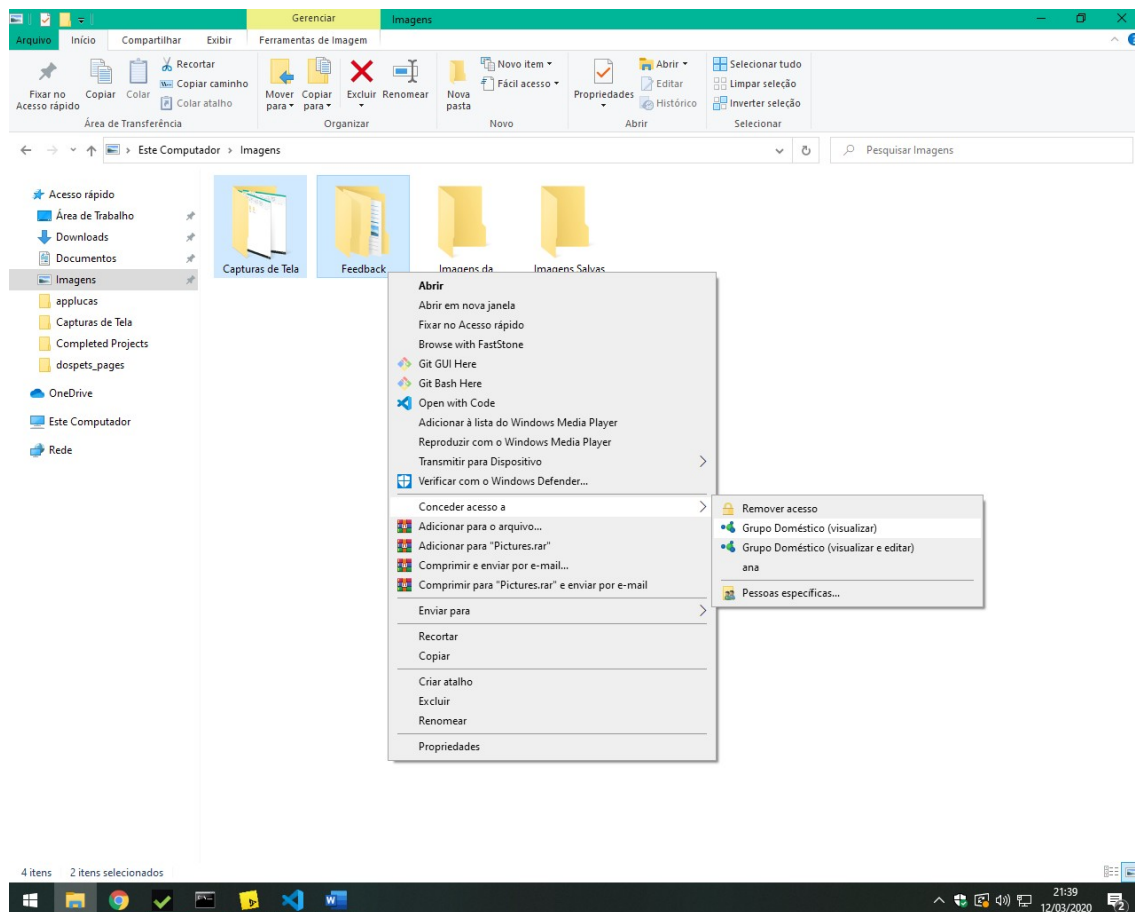 Gerenciar
Imagens
Arquivo
Início
Compartilhar
Exibir
Ferramentas de Imagem
Fixar no
Acesso rápido
Copiar
Colar
Recortar
Copiar caminho
Colar atalho
Área de Transferência
Mover
para
Copiar
para
Excluir
Renomear
Organizar
Nova
pasta
Novo item
Fácil acesso
Novo
Propriedades
Abrir
Editar
Histórico
Abrir
Selecionar tudo
Limpar seleção
Inverter seleção
Selecionar
Este Computador
Imagens
Pesquisar Imagens
Acesso rápido
Área de Trabalho
Downloads
Documentos
Imagens
applucas
Capturas de Tela
Completed Projects
dospets_pages
OneDrive
Este Computador
Rede
Capturas de Tela
Feedback
Imagens da
Imagens Salvas
Abrir
Abrir em nova janela
Fixar no Acesso rápido
Browse with FastStone
Git GUI Here
Git Bash Here
Open with Code
Adicionar à lista do Windows Media Player
Reproduzir com o Windows Media Player
Transmitir para Dispositivo
Verificar com o Windows Defender...
Conceder acesso a
Adicionar para o arquivo...
Adicionar para "Pictures.rar"
Comprimir e enviar por e-mail...
Comprimir para "Pictures.rar" e enviar por e-mail
Enviar para
Recortar
Copiar
Criar atalho
Excluir
Renomear
Propriedades
Remover acesso
Grupo Doméstico (visualizar)
Grupo Doméstico (visualizar e editar)
ana
Pessoas específicas...
4 itens
2 itens selecionados
21:39
12/03/2020
2